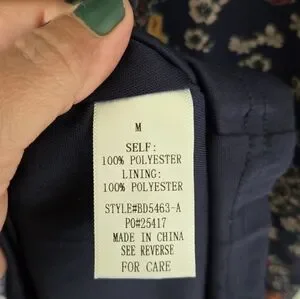 M
SELF:
100% POLYESTER
LINING:
100% POLYESTER
STYLE#BD5463-A
PO#25417
MADE IN CHINA
SEE REVERSE
FOR CARE